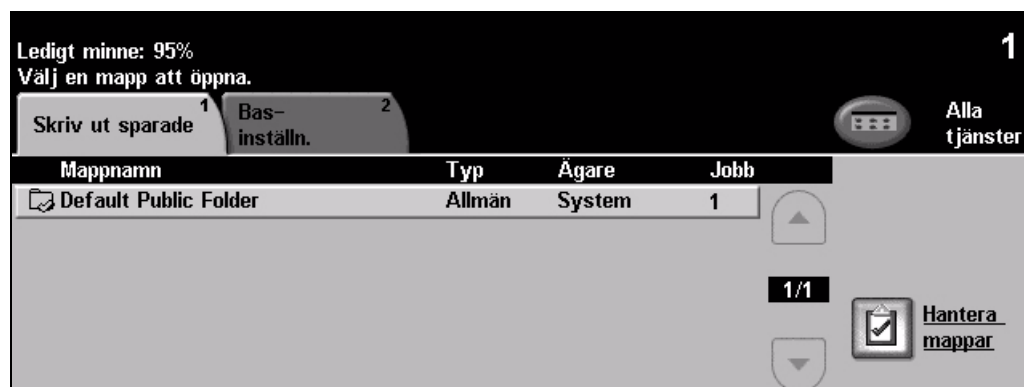 Ledigt minne: 95%
1
Välj en mapp att öppna.
Skriv ut sparade 1
Bas-
inställn. 2
Alla
tjänster
Mappnamn Typ Ägare Jobb
Default Public Folder Allmän System 1
1/1
Hantera
mappar